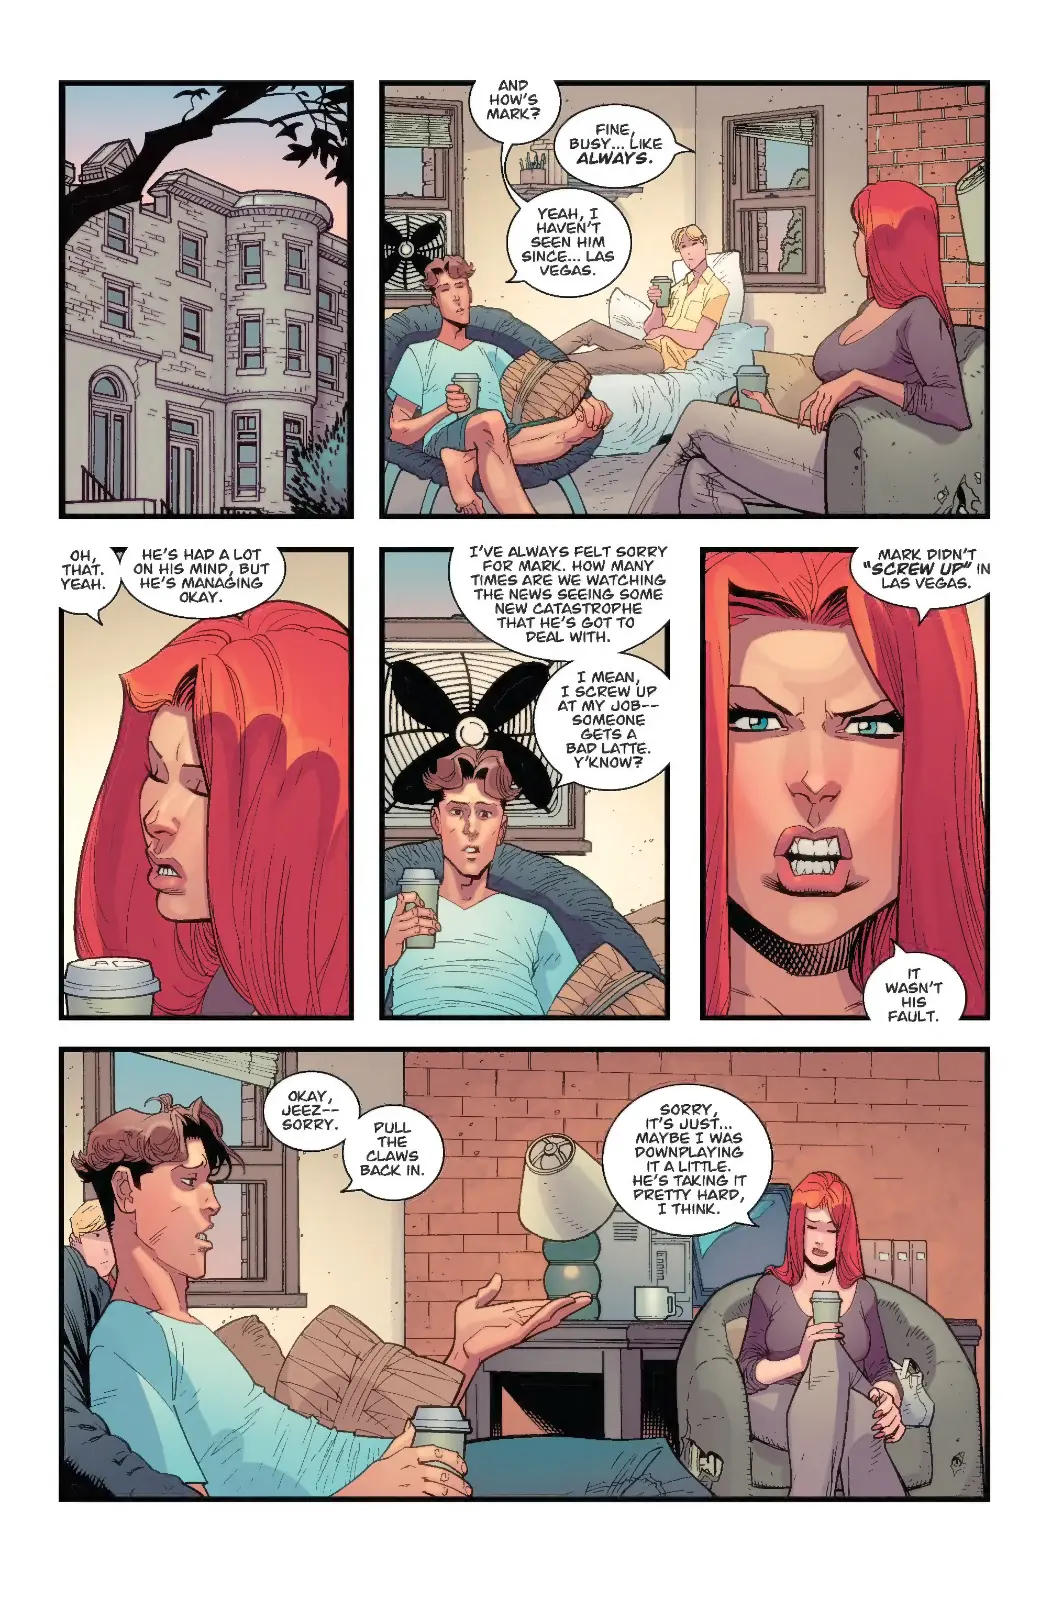 AND
HOW'S
MARK?
FINE,
BUSY... LIKE
ALWAYS.
YEAH, I
HAVEN'T
SEEN HIM
SINCE... LAS
VEGAS.
OH,
THAT.
YEAH.
HE'S HAD A LOT
ON HIS MIND, BUT
HE'S MANAGING
OKAY.
I'VE ALWAYS FELT SORRY
FOR MARK. HOW MANY
TIMES ARE WE WATCHING
THE NEWS SEEING SOME
NEW CATASTROPHE
THAT HE'S GOT TO
DEAL WITH.
I MEAN,
I SCREW UP
AT MY JOB--
SOMEONE
GETS A
BAD LATTE.
Y'KNOW?
MARK DIDN'T
"SCREW UP" IN
LAS VEGAS.
IT
WASN'T
HIS
FAULT.
OKAY,
JEEZ--
SORRY.
PULL
THE
CLAWS
BACK IN.
SORRY,
IT'S JUST...
MAYBE I WAS
DOWNPLAYING
IT A LITTLE.
HE'S TAKING IT
PRETTY HARD,
I THINK.